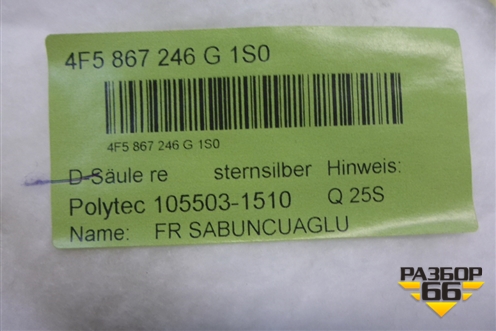 4F5 867 246 G 1S0
4F5 867 246 G 1S0
D-Säule re sternsilber Hinweis:
Polytec 105503-1510 Q 25S
Name: FR SABUNCUAGLU
РАЗБОР
66